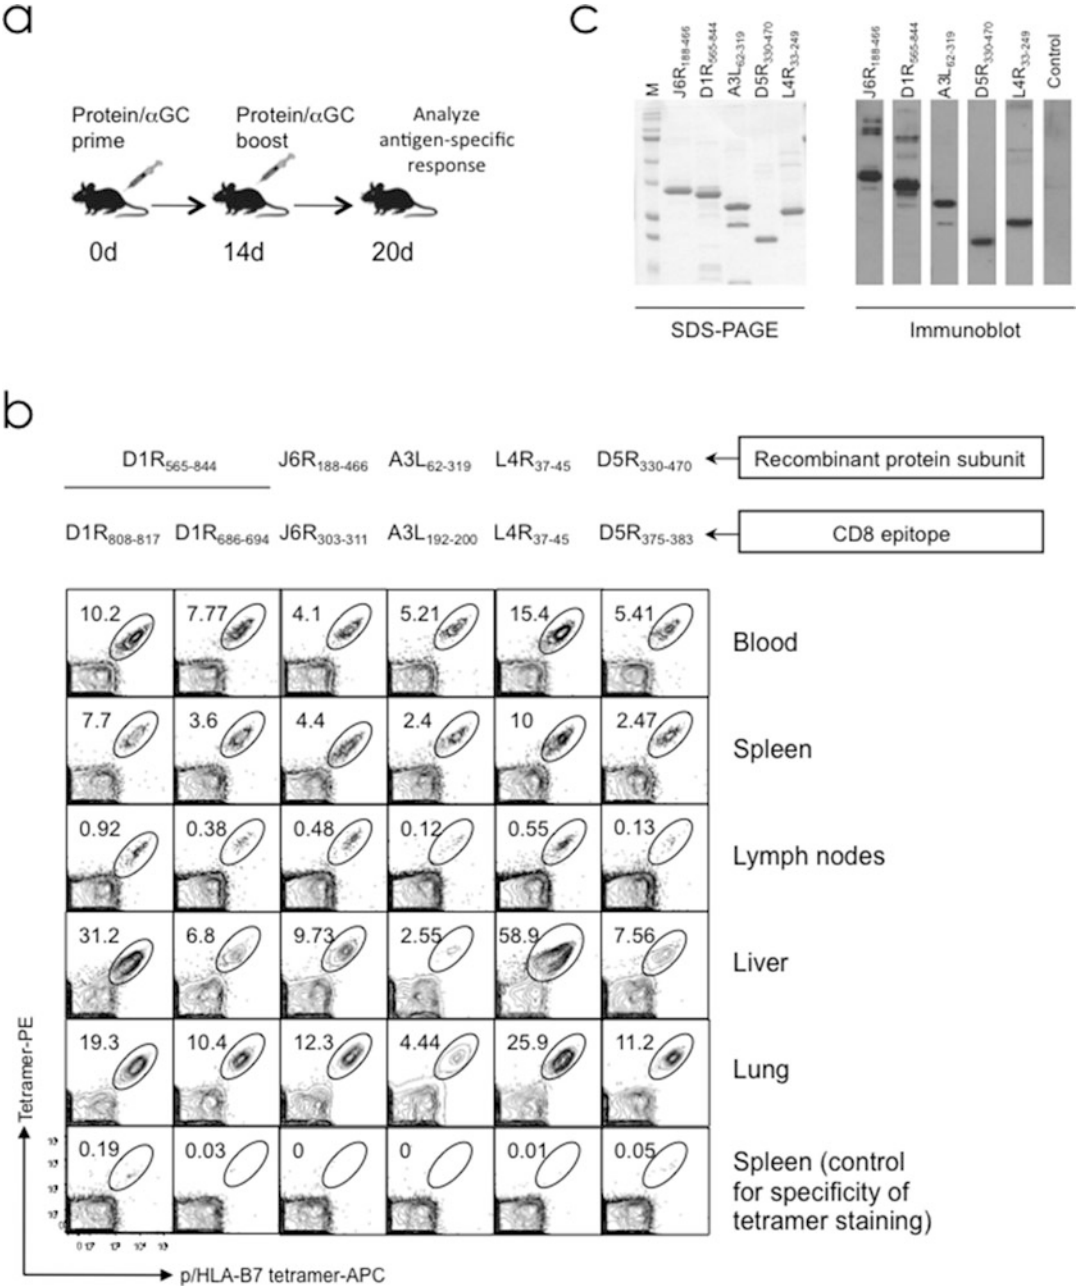 a
Protein/αGC
prime
Protein/αGC
boost
Analyze
antigen-specific
response
0d
14d
20d
c
M
J6R188-466
D1R565-844
A3L62-319
D5R330-470
L4R33-249
J6R188-466
D1R565-844
A3L62-319
D5R330-470
L4R33-249
Control
SDS-PAGE
Immunoblot
b
D1R565-844 J6R188-466 A3L62-319 L4R37-45 D5R330-470 Recombinant protein subunit
D1R808-817 D1R686-694 J6R303-311 A3L192-200 L4R37-45 D5R375-383 CD8 epitope
10.2 7.77 4.1 5.21 15.4 5.41 Blood
7.7 3.6 4.4 2.4 10 2.47 Spleen
0.92 0.38 0.48 0.12 0.55 0.13 Lymph nodes
31.2 6.8 9.73 2.55 58.9 7.56 Liver
19.3 10.4 12.3 4.44 25.9 11.2 Lung
0.19 0.03 0 0 0.01 0.05
Spleen (control
for specificity of
tetramer staining)
Tetramer-PE
p/HLA-B7 tetramer-APC